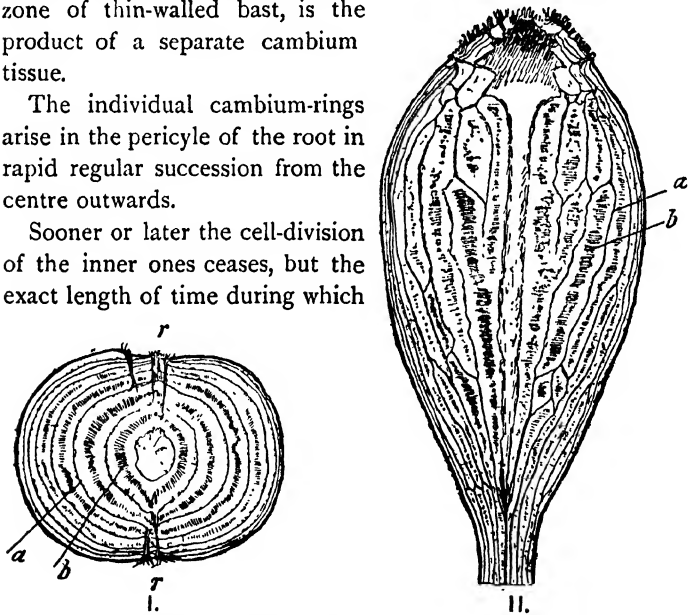 zone of thin-walled bast, is the
product of a separate cambium
tissue.
The individual cambium-rings
arise in the pericyle of the root in
rapid regular succession from the
centre outwards.
Sooner or later the cell-division
of the inner ones ceases, but the
exact length of time during which
r
a
b
r
I.
a
b
II.